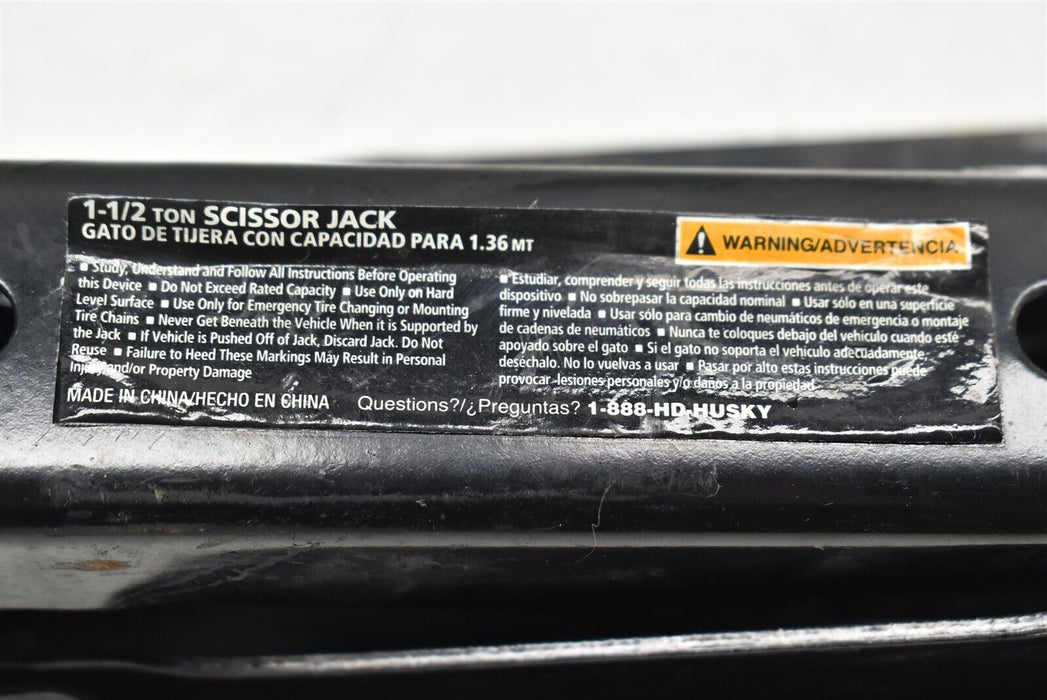 1-1/2 TON SCISSOR JACK
GATO DE TIJERA CON CAPACIDAD PARA 1.36 MT
WARNING/ADVERTENCIA
▪ Study, Understand and Follow All Instructions Before Operating
this Device ▪ Do Not Exceed Rated Capacity ▪ Use Only on Hard
Level Surface ▪ Use Only for Emergency Tire Changing or Mounting
Tire Chains ▪ Never Get Beneath the Vehicle When it is Supported by
the Jack ▪ If Vehicle is Pushed Off of Jack, Discard Jack. Do Not
Reuse ▪ Failure to Heed These Markings May Result in Personal
Injury and/or Property Damage
▪ Estudiar, comprender y seguir todas las instrucciones antes de operar este
dispositivo ▪ No sobrepasar la capacidad nominal ▪ Usar sólo en una superficie
firme y nivelada ▪ Usar sólo para cambio de neumáticos de emergencia o montaje
de cadenas de neumáticos ▪ Nunca te coloques debajo del vehículo cuando esté
apoyado sobre el gato ▪ Si el gato no soporta el vehículo adecuadamente,
deséchalo. No lo vuelvas a usar ▪ Pasar por alto estas instrucciones puede
provocar lesiones personales y/o daños a la propiedad
MADE IN CHINA/HECHO EN CHINA Questions?/¿Preguntas? 1-888-HD-HUSKY